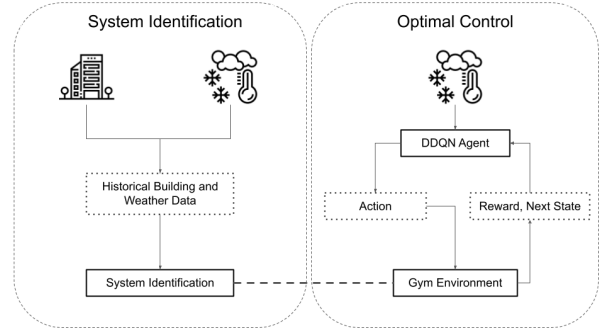 System Identification
Historical Building and
Weather Data
System Identification
Optimal Control
DDQN Agent
Action
Reward, Next State
Gym Environment